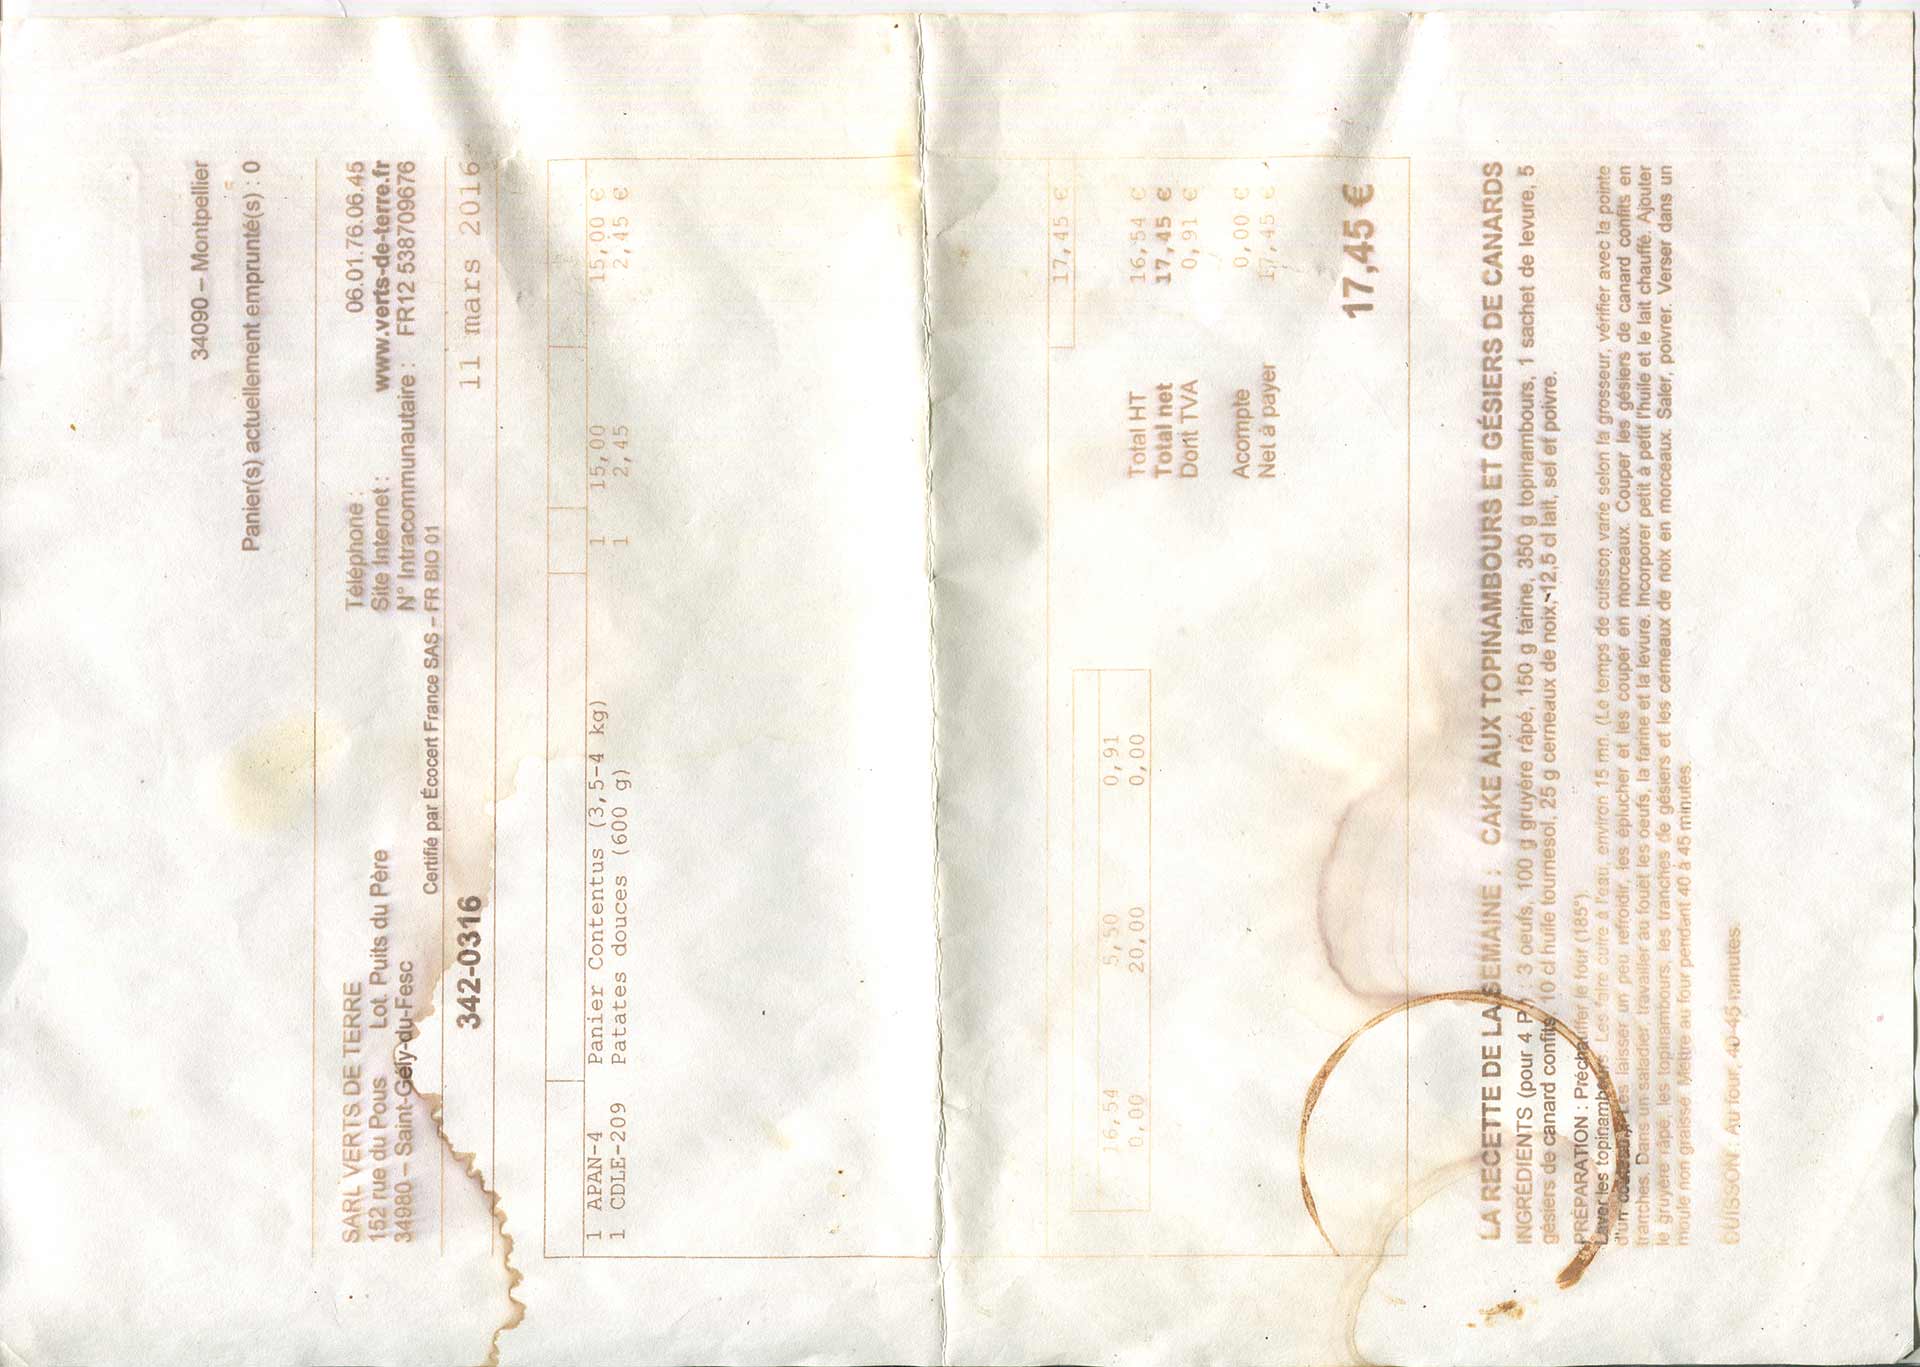 34090 – Montpellier
Panier(s) actuellement emprunté(s) : 0
SARL VERTS DE TERRE
152 rue du Pous Lot. Puits du Père
34980 – Saint-Gély-du-Fesc
Téléphone : 06.01.76.06.45
Site Internet : www.verts-de-terre.fr
N° Intracommunautaire : FR12 538709676
Certifié par Écocert France SAS – FR BIO 01
342-0316 11 mars 2016
1 APAN-4 Panier Contentus (3,5-4 kg) 1 15,00 15,00 €
1 CDLE-209 Patates douces (600 g) 1 2,45 2,45 €
17,45 €
16,54 5,50 0,91
0,00 20,00 0,00
Total HT 16,54 €
Total net 17,45 €
Dont TVA 0,91 €
Acompte 0,00 €
Net à payer 17,45 €
17,45 €
LA RECETTE DE LA SEMAINE : CAKE AUX TOPINAMBOURS ET GÉSIERS DE CANARDS
INGRÉDIENTS (pour 4 P.) : 3 oeufs, 100 g gruyère râpé, 150 g farine, 350 g topinambours, 1 sachet de levure, 5
gésiers de canard confits, 10 cl huile tournesol, 25 g cerneaux de noix, 12,5 cl lait, sel et poivre.
PRÉPARATION : Préchauffer le four (185°).
Laver les topinambours. Les faire cuire à l'eau, environ 15 mn. (Le temps de cuisson varie selon la grosseur, vérifier avec la pointe
d'un couteau). Les laisser un peu refroidir, les éplucher et les couper en morceaux. Couper les gésiers de canard confits en
tranches. Dans un saladier, travailler au fouet les oeufs, la farine et la levure. Incorporer petit à petit l'huile et le lait chauffé. Ajouter
le gruyère râpé, les topinambours, les tranches de gésiers et les cerneaux de noix en morceaux. Saler, poivrer. Verser dans un
moule non graissé. Mettre au four pendant 40 à 45 minutes.
CUISSON : Au four, 40-45 minutes.